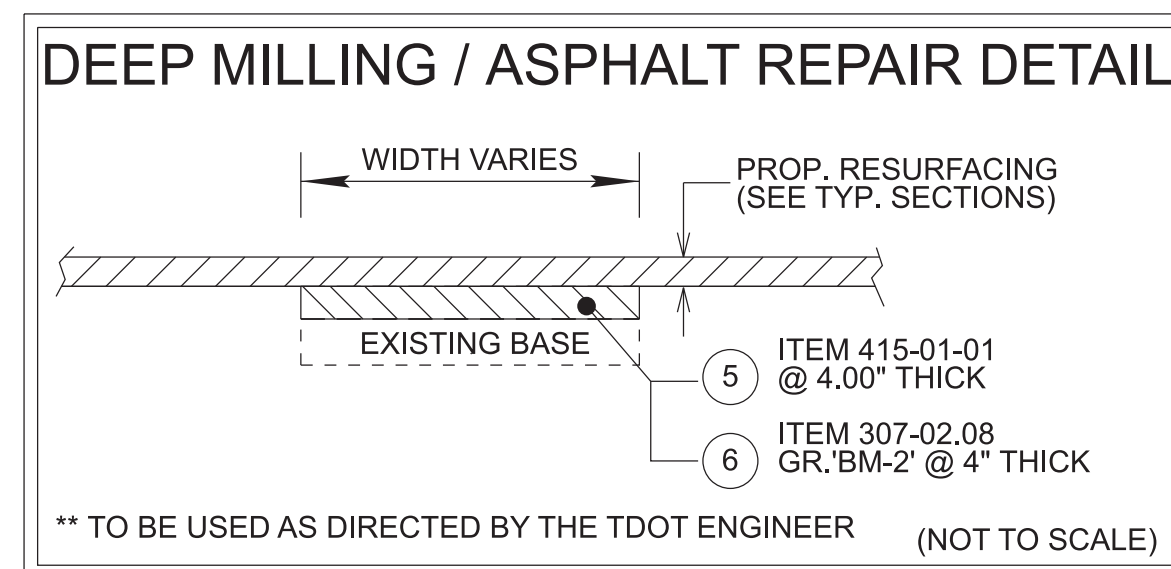 DEEP MILLING / ASPHALT REPAIR DETAIL
WIDTH VARIES
PROP. RESURFACING
(SEE TYP. SECTIONS)
EXISTING BASE
5
ITEM 415-01-01
@ 4.00" THICK
6
ITEM 307-02.08
GR.'BM-2' @ 4" THICK
** TO BE USED AS DIRECTED BY THE TDOT ENGINEER
(NOT TO SCALE)